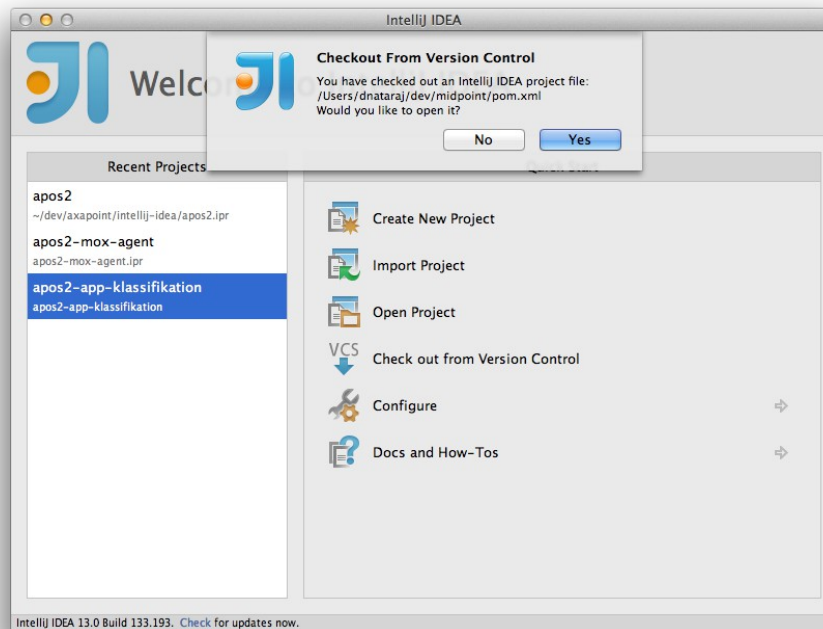 IntelliJ IDEA
Checkout From Version Control
You have checked out an IntelliJ IDEA project file:
/Users/dnataraj/dev/midpoint/pom.xml
Would you like to open it?
No
Yes
Welcom
Recent Projects
apos2
~/dev/axapoint/intellij-idea/apos2.ipr
apos2-mox-agent
apos2-mox-agent.ipr
apos2-app-klassifikation
apos2-app-klassifikation
Quick Start
Create New Project
Import Project
Open Project
VCS
Check out from Version Control
Configure
Docs and How-Tos
IntelliJ IDEA 13.0 Build 133.193. Check for updates now.